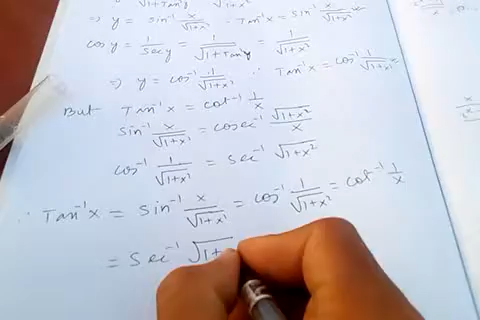 √1+Tan²y
⇒ y = sin⁻¹ x/√1+x² ∴ Tan⁻¹x = sin⁻¹ x/√1+x²
cos y = 1/sec y = 1/√1+Tan²y = 1/√1+x²
⇒ y = cos⁻¹ 1/√1+x² ∴ Tan⁻¹x = cos⁻¹ 1/√1+x²
But Tan⁻¹x = cot⁻¹ 1/x
sin⁻¹ x/√1+x² = cosec⁻¹ √1+x²/x
cos⁻¹ 1/√1+x² = sec⁻¹ √1+x²
∴ Tan⁻¹x = sin⁻¹ x/√1+x² = cos⁻¹ 1/√1+x² = cot⁻¹ 1/x
= sec⁻¹ √1+